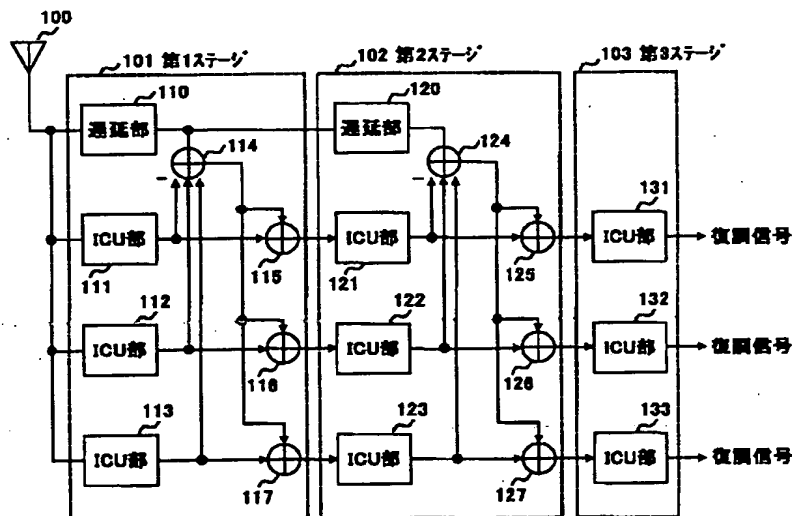 100
101 第1ステージ
102 第2ステージ
103 第3ステージ
110
遅延部
120
遅延部
114
124
−
−
131
ICU部
111
115
ICU部
121
125
ICU部
復調信号
112
ICU部
116
122
ICU部
126
132
ICU部
復調信号
113
ICU部
117
123
ICU部
127
133
ICU部
復調信号